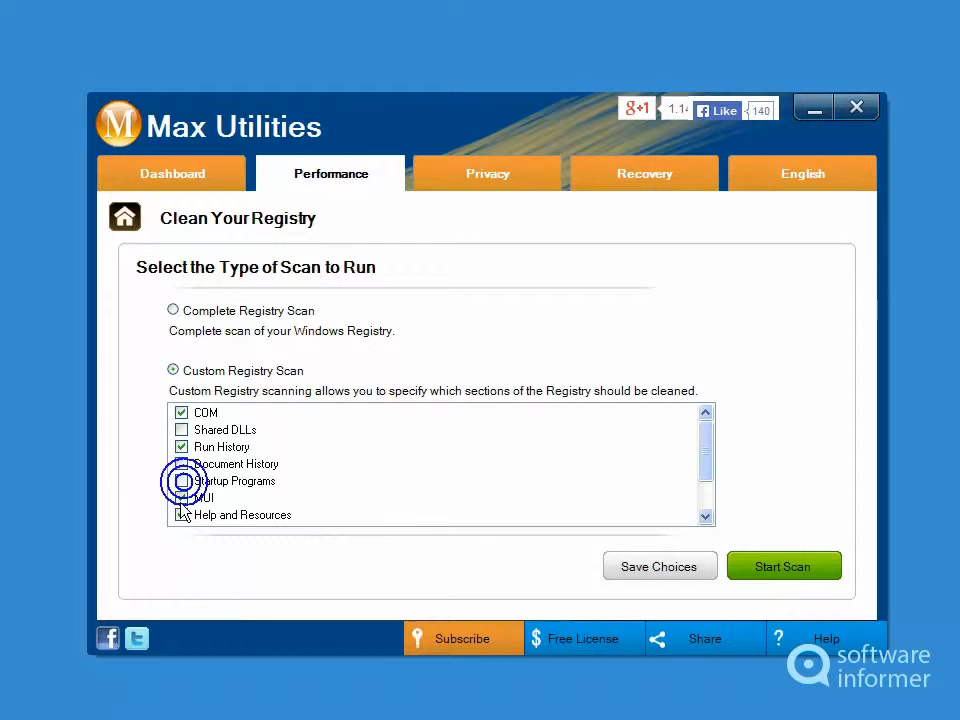 M Max Utilities
g+1 1.1 Like 140
Dashboard Performance Privacy Recovery English
Clean Your Registry
Select the Type of Scan to Run
Complete Registry Scan
Complete scan of your Windows Registry.
Custom Registry Scan
Custom Registry scanning allows you to specify which sections of the Registry should be cleaned.
COM
Shared DLLs
Run History
Document History
Startup Programs
MUI
Help and Resources
Save Choices Start Scan
f t Subscribe $ Free License Share ? Help
software
informer